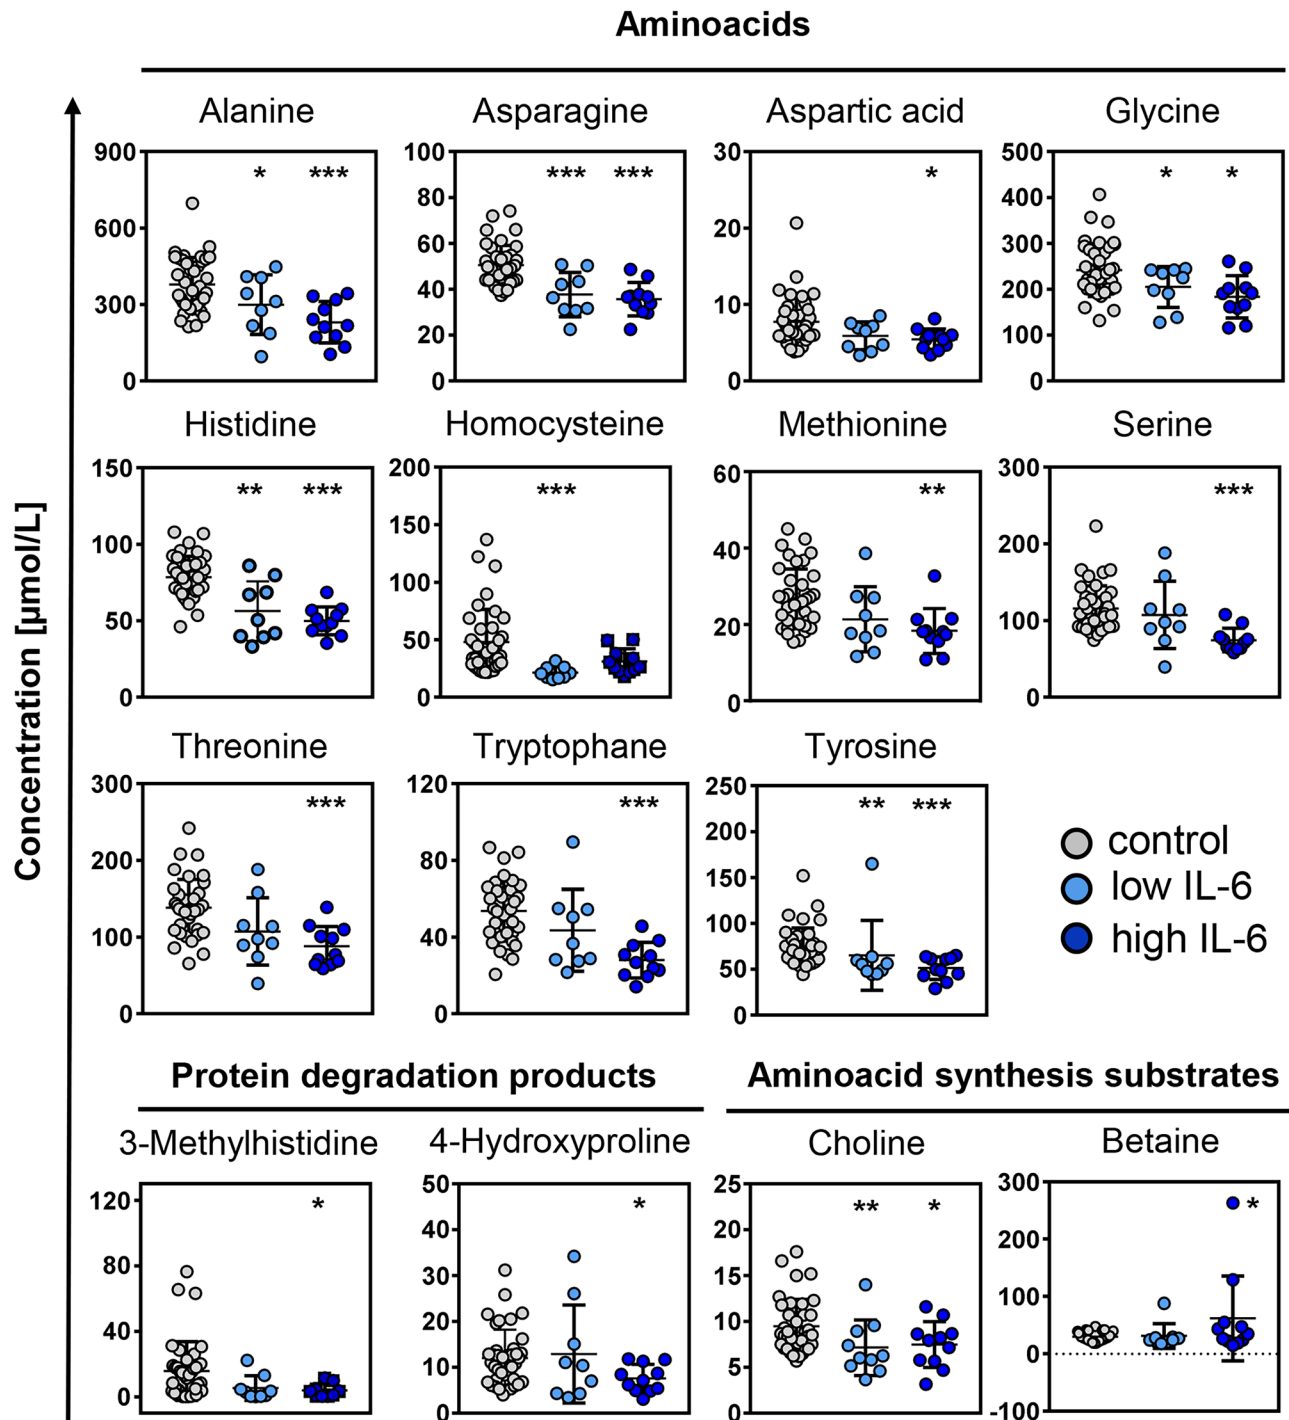 Aminoacids
Alanine Asparagine Aspartic acid Glycine
900 600 300 0 * ***
100 80 60 40 20 0 *** ***
30 20 10 0 *
500 400 300 200 100 0 * *
Histidine Homocysteine Methionine Serine
150 100 50 0 ** ***
200 150 100 50 0 ***
60 40 20 0 **
300 200 100 0 ***
Concentration [µmol/L]
Threonine Tryptophane Tyrosine
300 200 100 0 ***
120 80 40 0 ***
250 200 150 100 50 0 ** ***
control
low IL-6
high IL-6
Protein degradation products Aminoacid synthesis substrates
3-Methylhistidine 4-Hydroxyproline Choline Betaine
120 80 40 0 *
50 40 30 20 10 0 *
25 20 15 10 5 0 ** *
300 200 100 0 -100 *